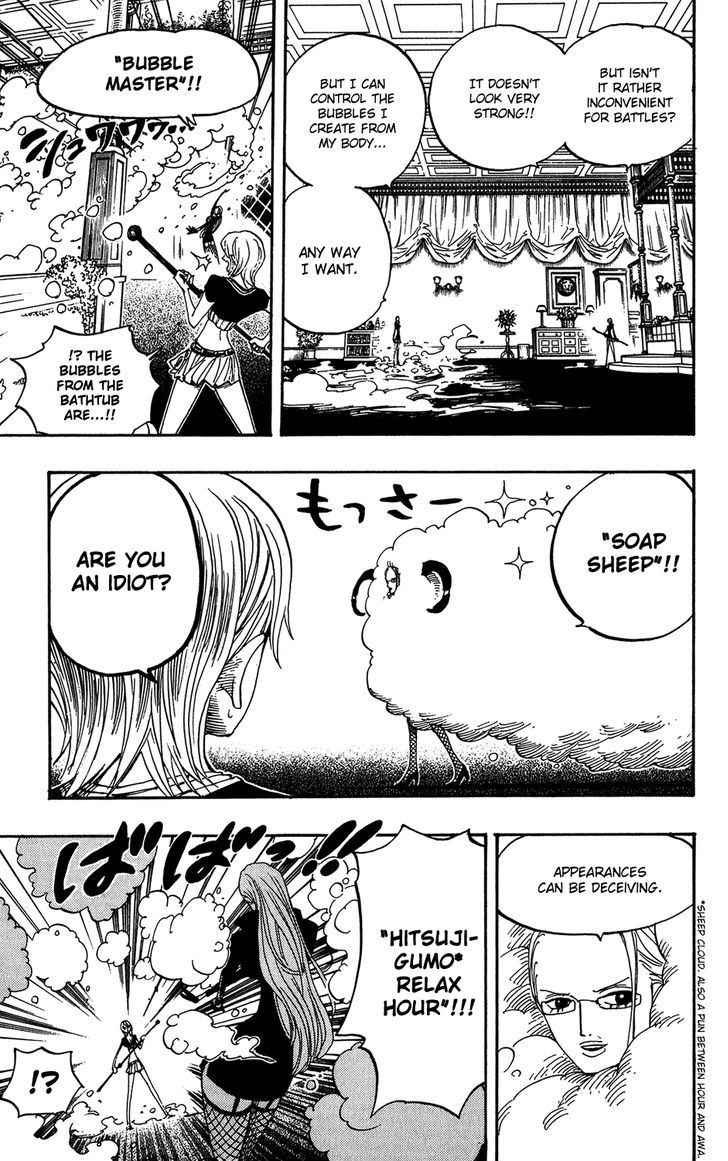 BUT ISN'T
IT RATHER
INCONVENIENT
FOR BATTLES?
IT DOESN'T
LOOK VERY
STRONG!!
BUT I CAN
CONTROL THE
BUBBLES I
CREATE FROM
MY BODY...
ANY WAY
I WANT.
"BUBBLE
MASTER"!!
シュワワワ...
!? THE
BUBBLES
FROM THE
BATHTUB
ARE...!!
"SOAP
SHEEP"!!
もっさー
ARE YOU
AN IDIOT?
APPEARANCES
CAN BE DECEIVING.
"HITSUJI-
GUMO*
RELAX
HOUR"!!!
ばばっ!!
!?
*SHEEP CLOUD. ALSO A PUN BETWEEN HOUR AND AWA.